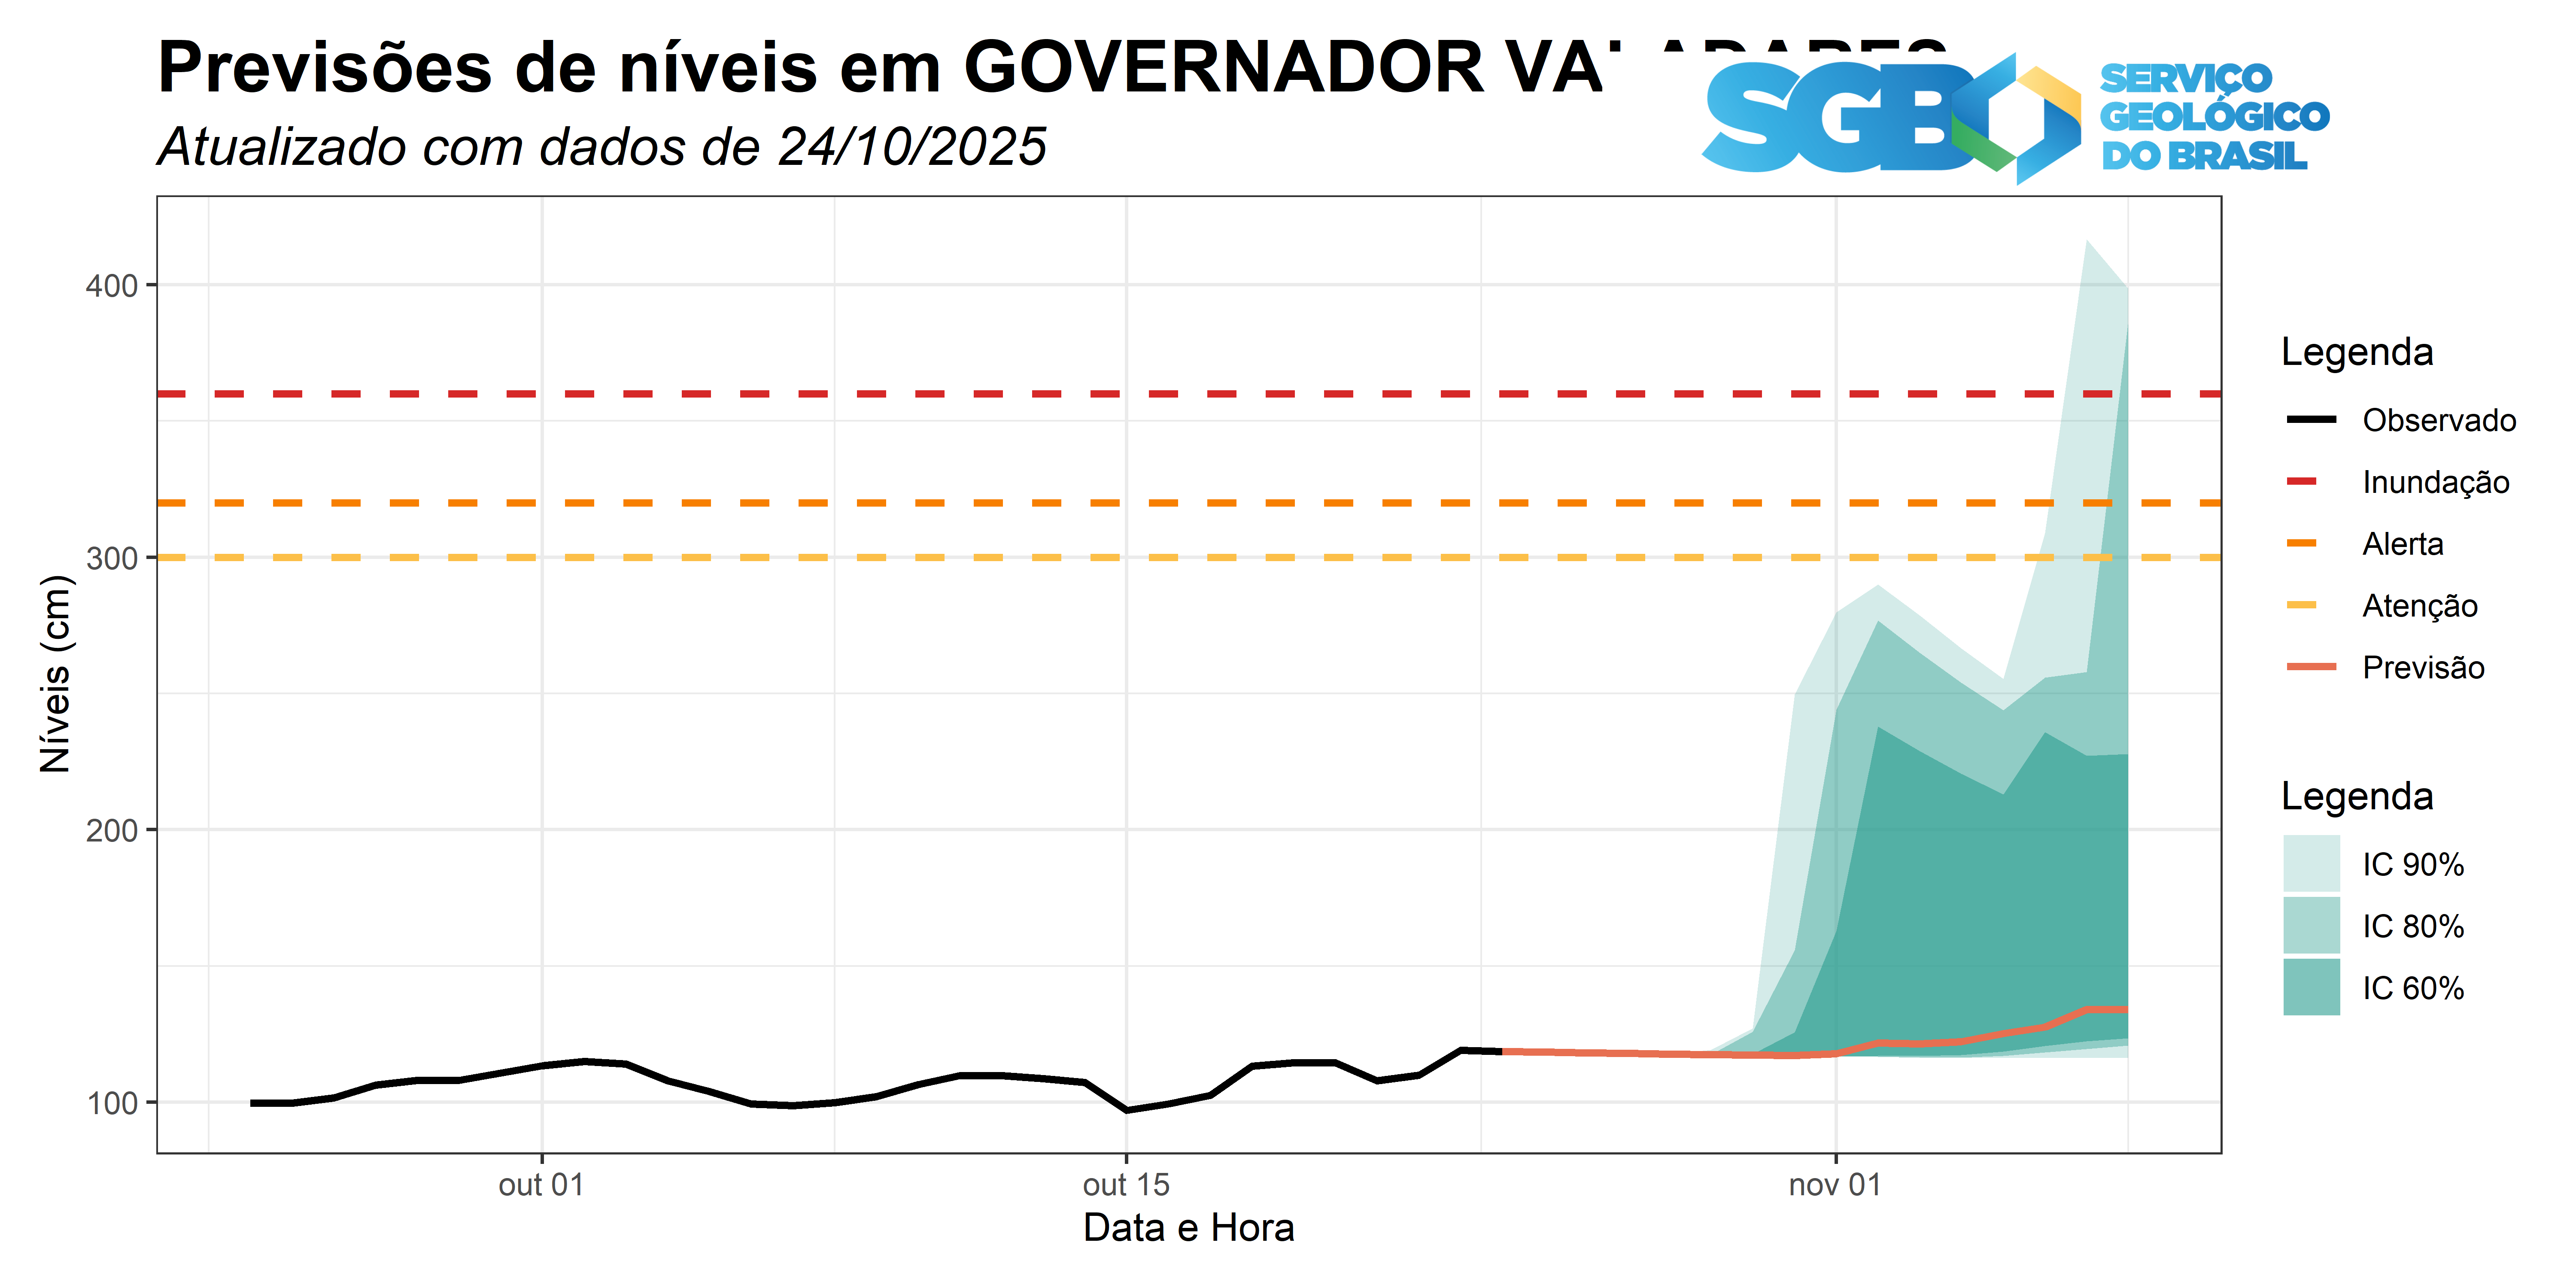 Previsões de níveis em GOVERNADOR
Atualizado com dados de 24/10/2025
SGB
SERVIÇO
GEOLÓGICO
DO BRASIL
Níveis (cm)
400
300
200
100
out 01
out 15
nov 01
Data e Hora
Legenda
Observado
Inundação
Alerta
Atenção
Previsão
Legenda
IC 90%
IC 80%
IC 60%